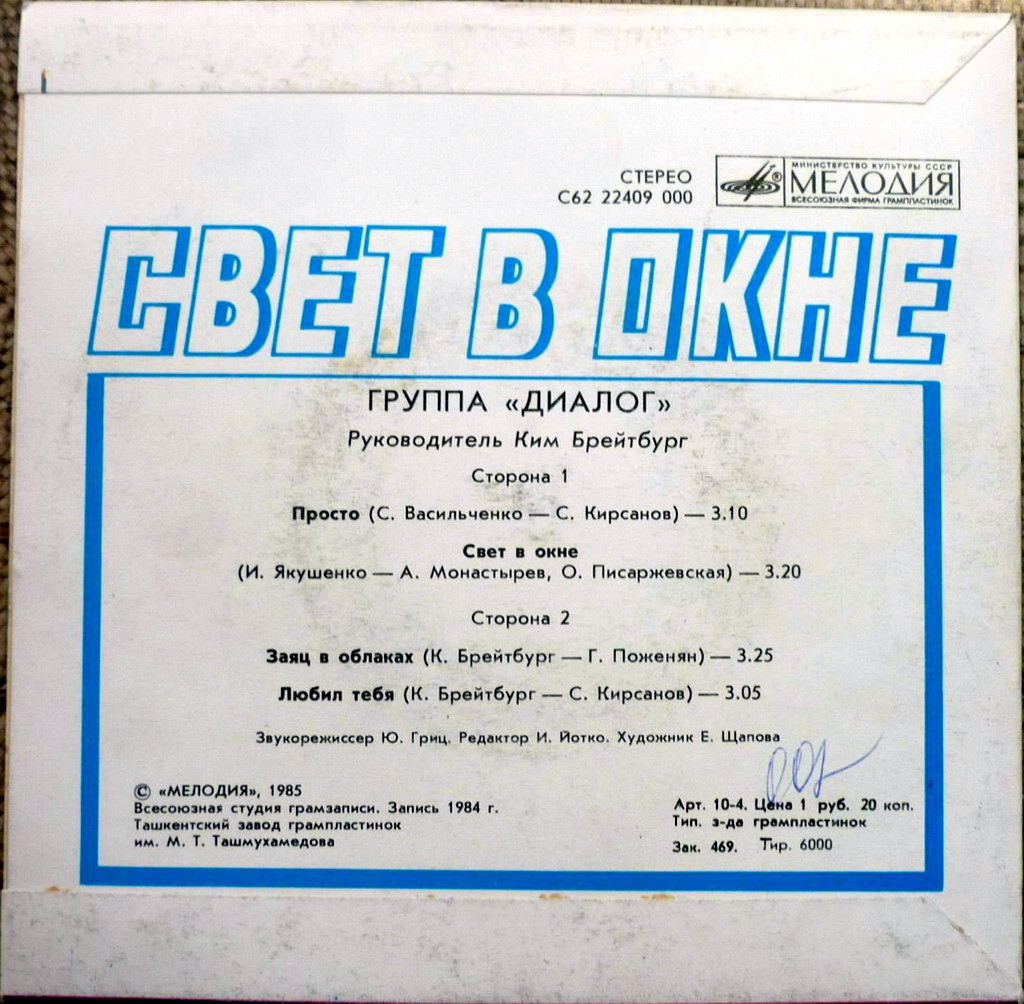 СТЕРЕО
С62 22409 000
МИНИСТЕРСТВО КУЛЬТУРЫ СССР
МЕЛОДИЯ
ВСЕСОЮЗНАЯ ФИРМА ГРАМПЛАСТИНОК
СВЕТ В ОКНЕ
ГРУППА «ДИАЛОГ»
Руководитель Ким Брейтбург
Сторона 1
Просто (С. Васильченко — С. Кирсанов) — 3.10
Свет в окне
(И. Якушенко — А. Монастырев, О. Писаржевская) — 3.20
Сторона 2
Заяц в облаках (К. Брейтбург — Г. Поженян) — 3.25
Любил тебя (К. Брейтбург — С. Кирсанов) — 3.05
Звукорежиссер Ю. Гриц. Редактор И. Йотко. Художник Е. Щапова
© «МЕЛОДИЯ», 1985
Всесоюзная студия грамзаписи. Запись 1984 г.
Ташкентский завод грампластинок
им. М. Т. Ташмухамедова
Арт. 10-4. Цена 1 руб. 20 коп.
Тип. з-да грампластинок
Зак. 469. Тир. 6000